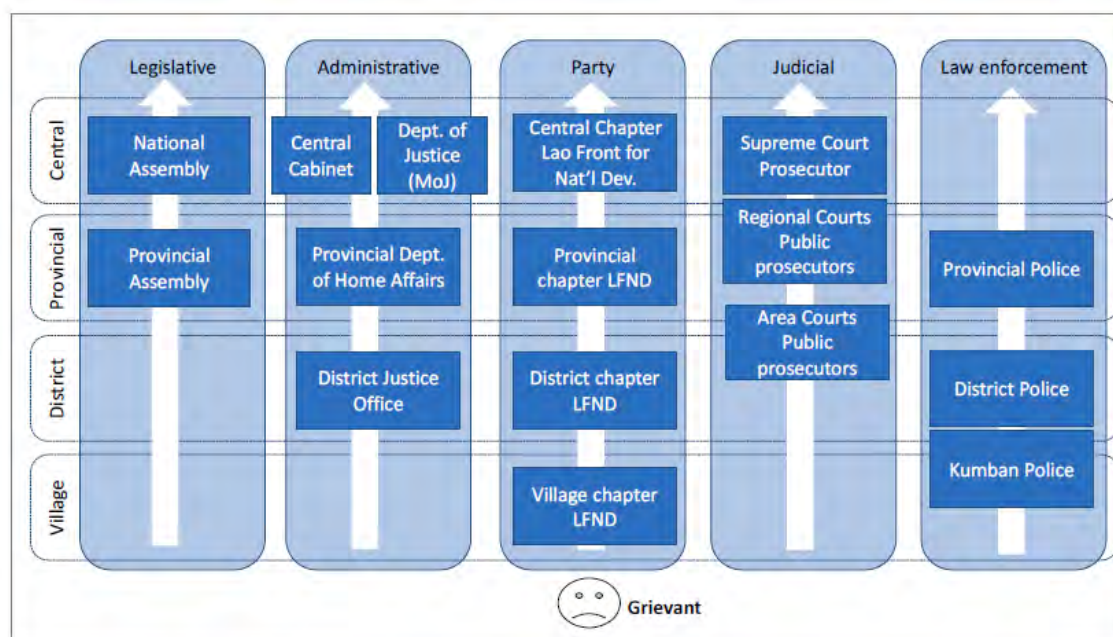 Legislative
Administrative
Party
Judicial
Law enforcement
Central
National
Assembly
Central
Cabinet
Dept. of
Justice
(MoJ)
Central Chapter
Lao Front for
Nat'l Dev.
Supreme Court
Prosecutor
Provincial
Provincial
Assembly
Provincial Dept.
of Home Affairs
Provincial
chapter LFND
Regional Courts
Public
prosecutors
Provincial Police
Area Courts
Public
prosecutors
District
District Justice
Office
District chapter
LFND
District Police
Village
Village chapter
LFND
Kumban Police
Grievant